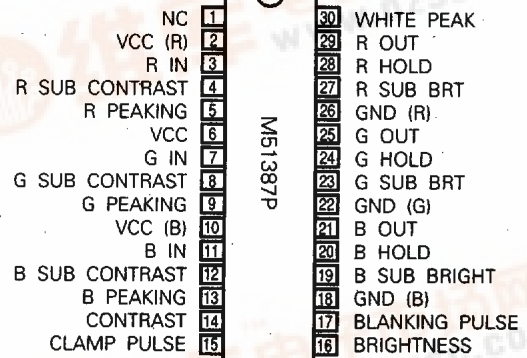 NC 1
VCC (R) 2
R IN 3
R SUB CONTRAST 4
R PEAKING 5
VCC 6
G IN 7
G SUB CONTRAST 8
G PEAKING 9
VCC (B) 10
B IN 11
B SUB CONTRAST 12
B PEAKING 13
CONTRAST 14
CLAMP PULSE 15
M51387P
30 WHITE PEAK
29 R OUT
28 R HOLD
27 R SUB BRT
26 GND (R)
25 G OUT
24 G HOLD
23 G SUB BRT
22 GND (G)
21 B OUT
20 B HOLD
19 B SUB BRIGHT
18 GND (B)
17 BLANKING PULSE
16 BRIGHTNESS